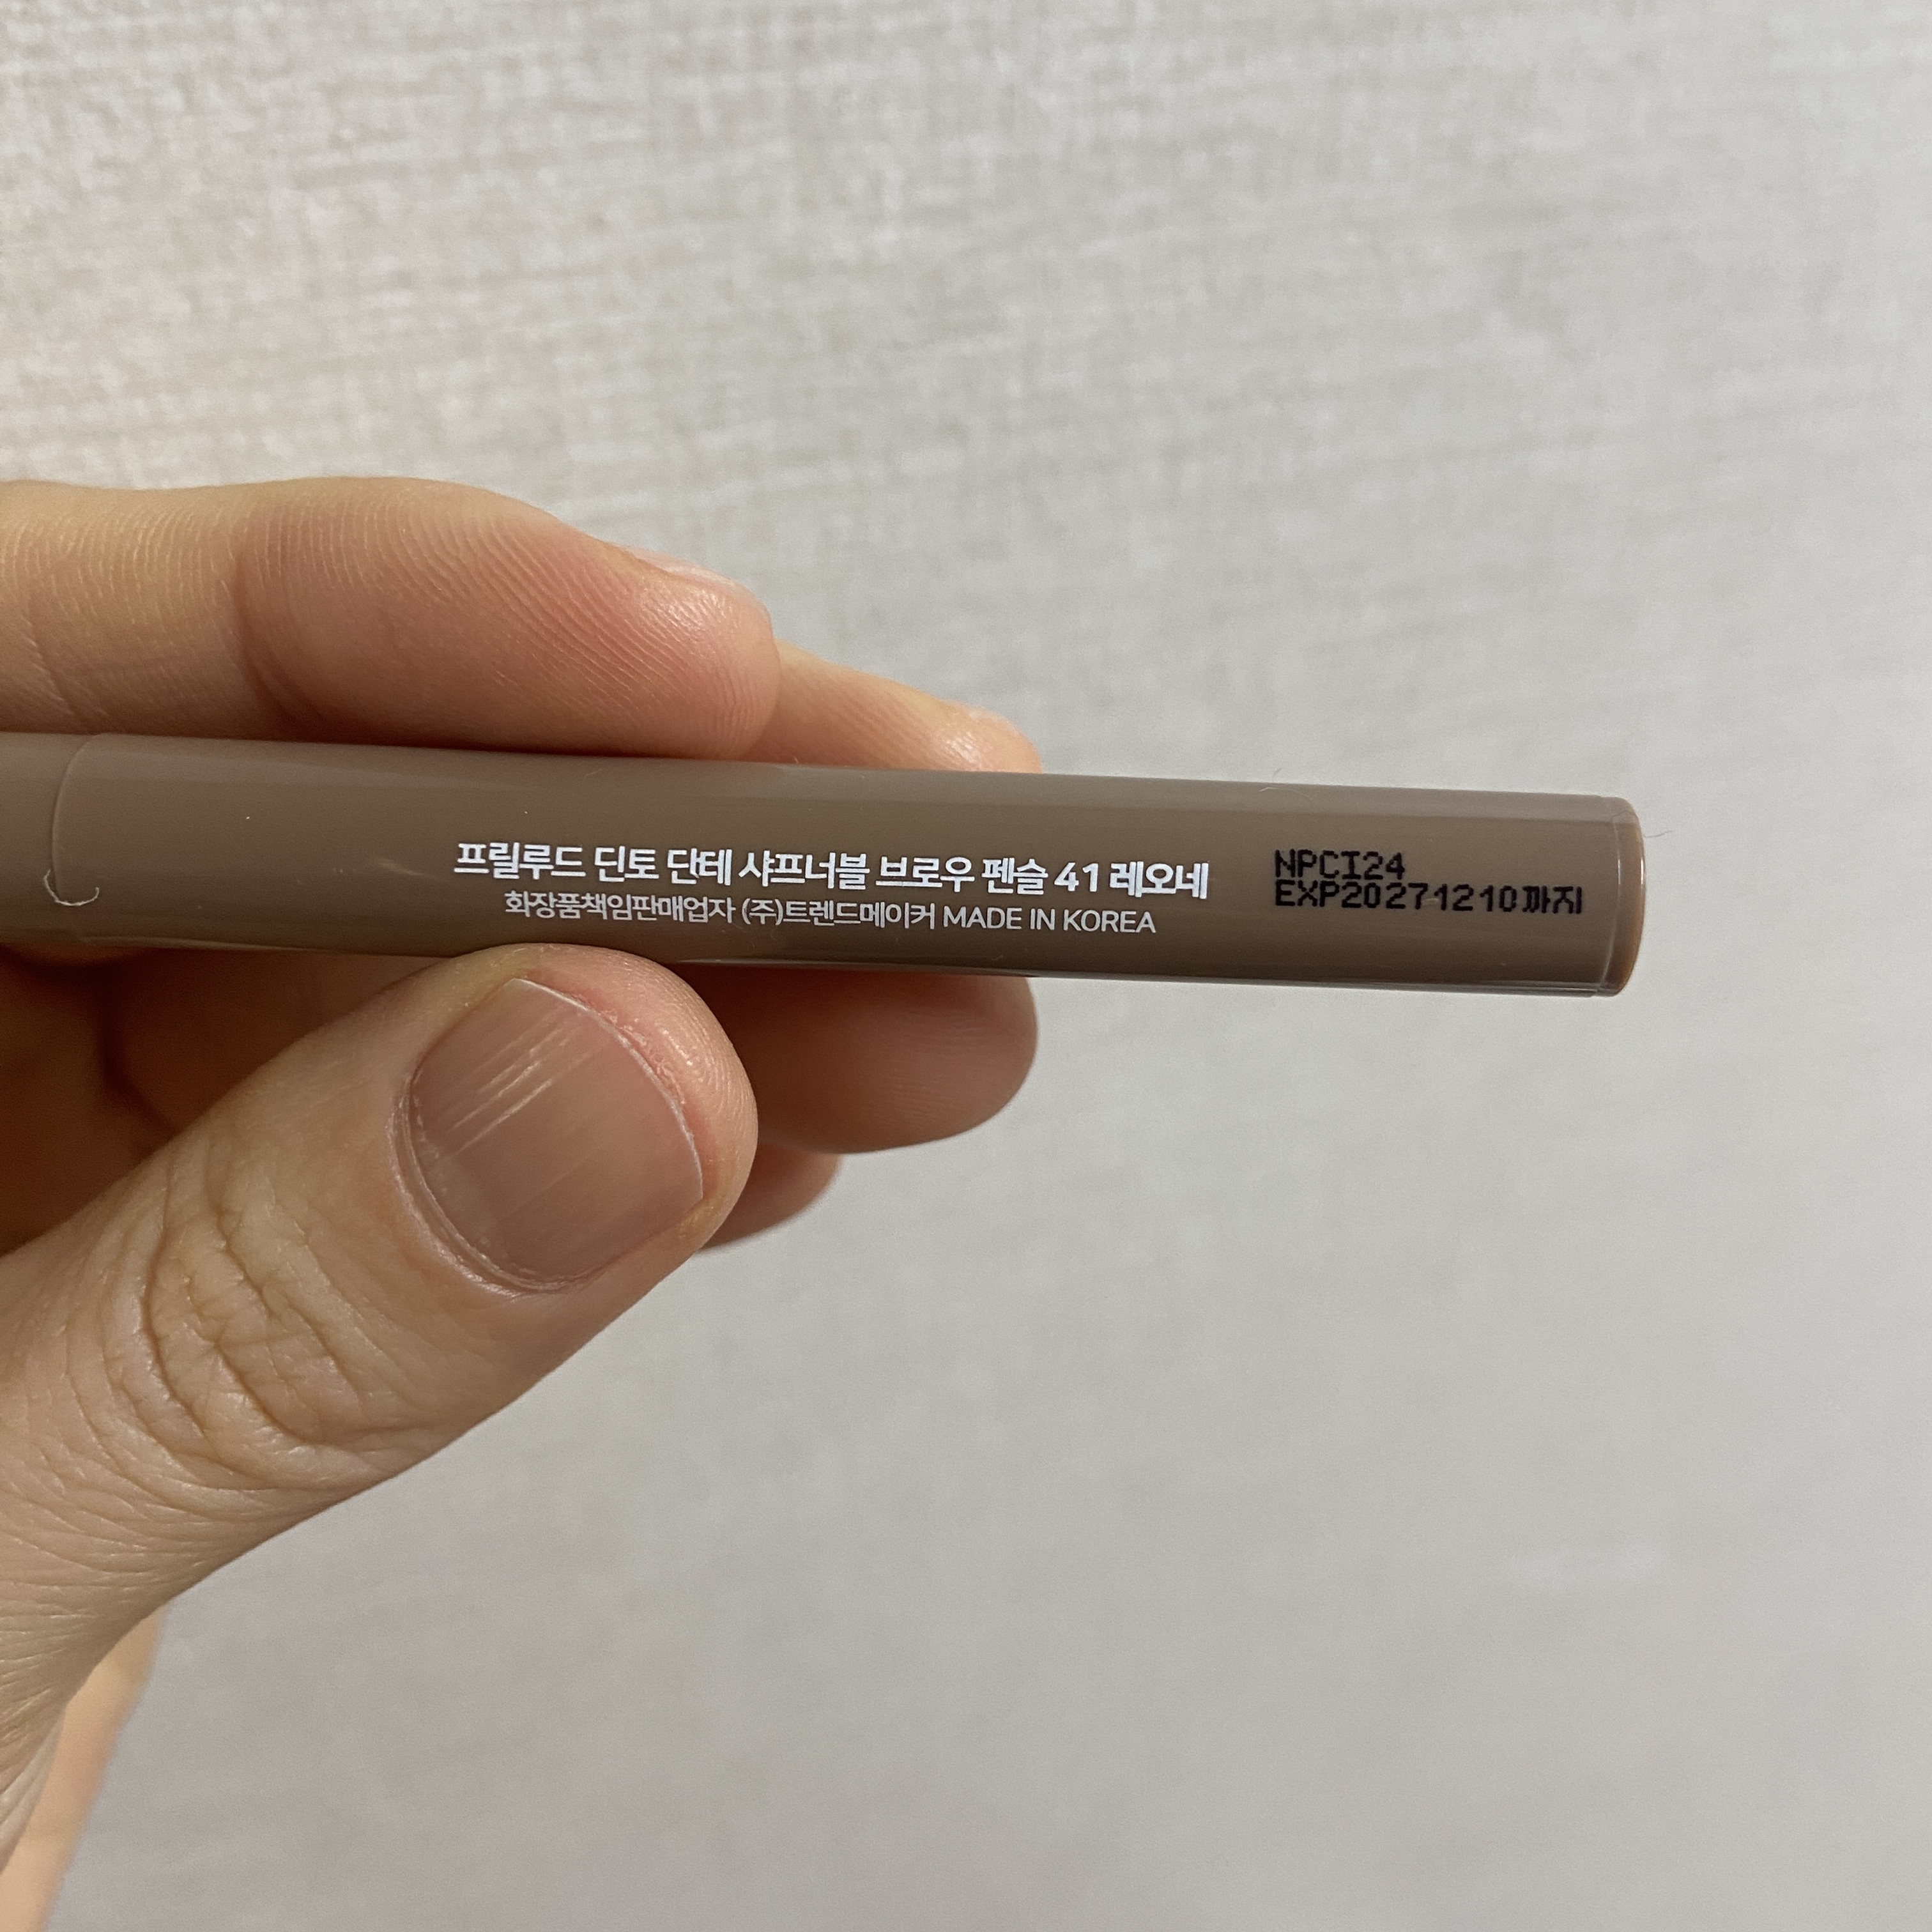 프릴루드 딘토 단테 샤프너블 브로우 펜슬 41 레오네
화장품책임판매업자 (주)트렌드메이커 MADE IN KOREA
NPCI24
EXP20271210까지